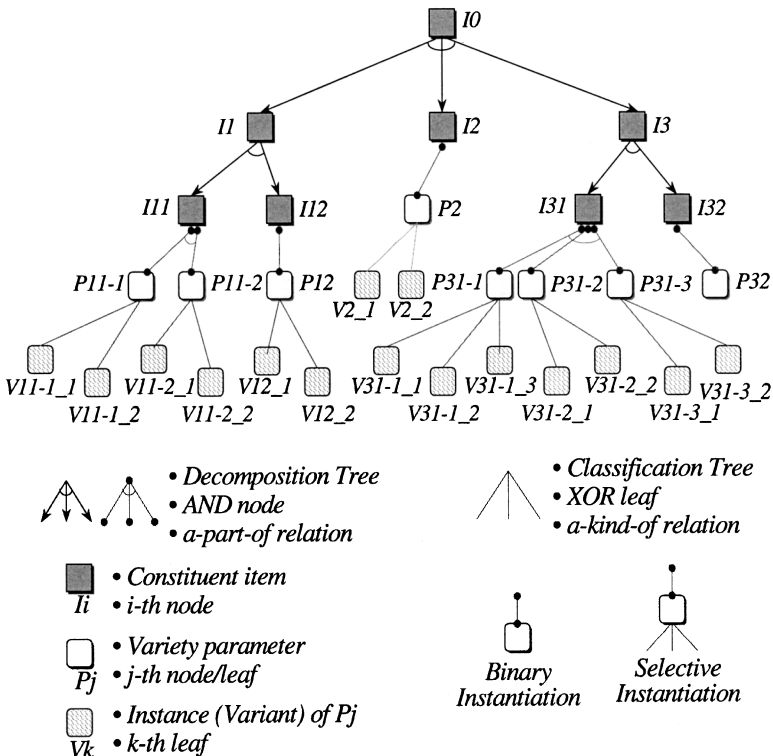 I0
I1
I2
I3
I11
I12
P2
I31
I32
P11-1
P11-2
P12
V2_1
V2_2
P31-1
P31-2
P31-3
P32
V11-1_1
V11-1_2
V11-2_1
V11-2_2
V12_1
V12_2
V31-1_1
V31-1_2
V31-1_3
V31-2_1
V31-2_2
V31-3_1
V31-3_2
• Decomposition Tree
• AND node
• a-part-of relation
• Classification Tree
• XOR leaf
• a-kind-of relation
Ii
• Constituent item
• i-th node
Pj
• Variety parameter
• j-th node/leaf
Binary
Instantiation
Selective
Instantiation
Vk
• Instance (Variant) of Pj
• k-th leaf